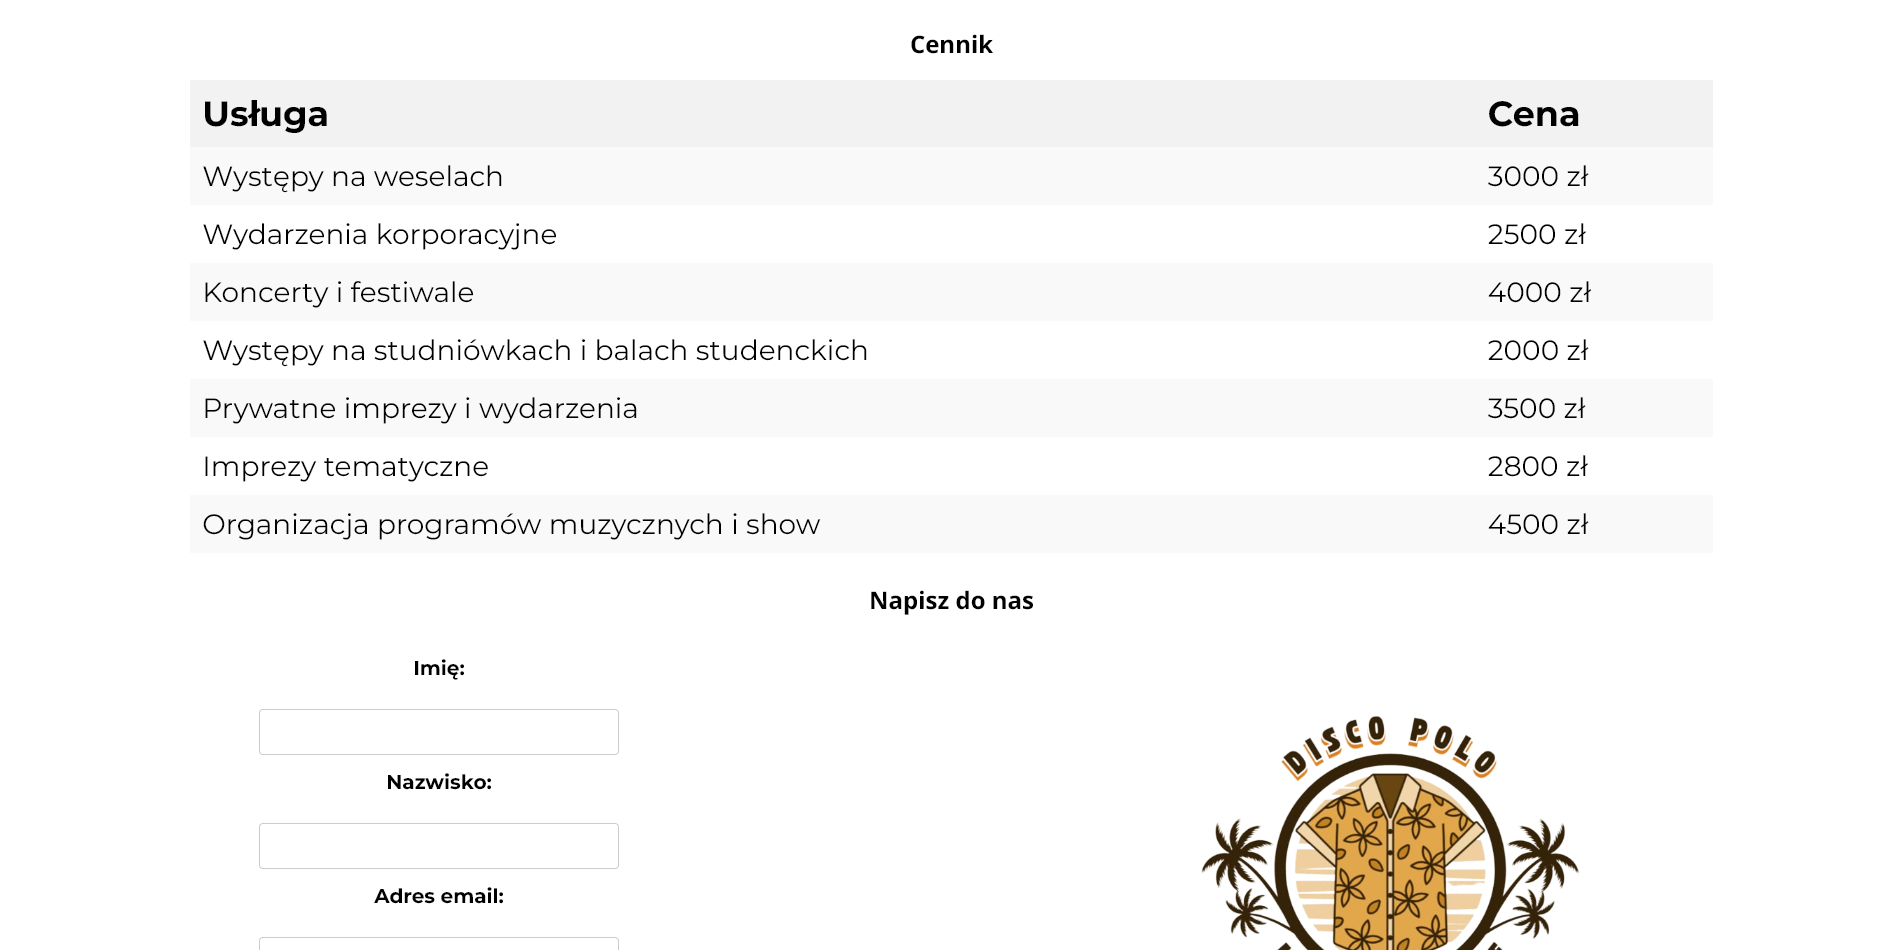 Cennik
Usługa Cena
Występy na weselach 3000 zł
Wydarzenia korporacyjne 2500 zł
Koncerty i festiwale 4000 zł
Występy na studniówkach i balach studenckich 2000 zł
Prywatne imprezy i wydarzenia 3500 zł
Imprezy tematyczne 2800 zł
Organizacja programów muzycznych i show 4500 zł
Napisz do nas
Imię:
Nazwisko:
Adres email:
DISCO POLO